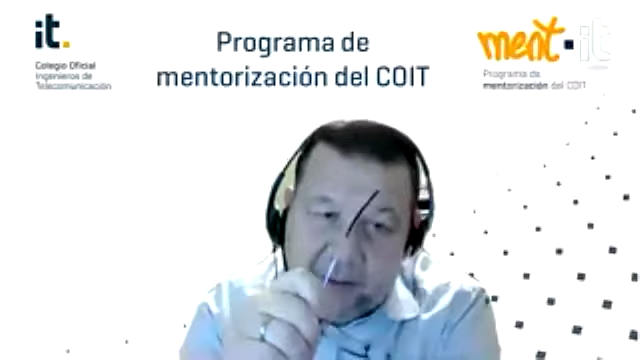 it.
Colegio Oficial
Ingenieros de
Telecomunicación
Programa de
mentorización del COIT
ment·it
Programa de
mentorización del COIT